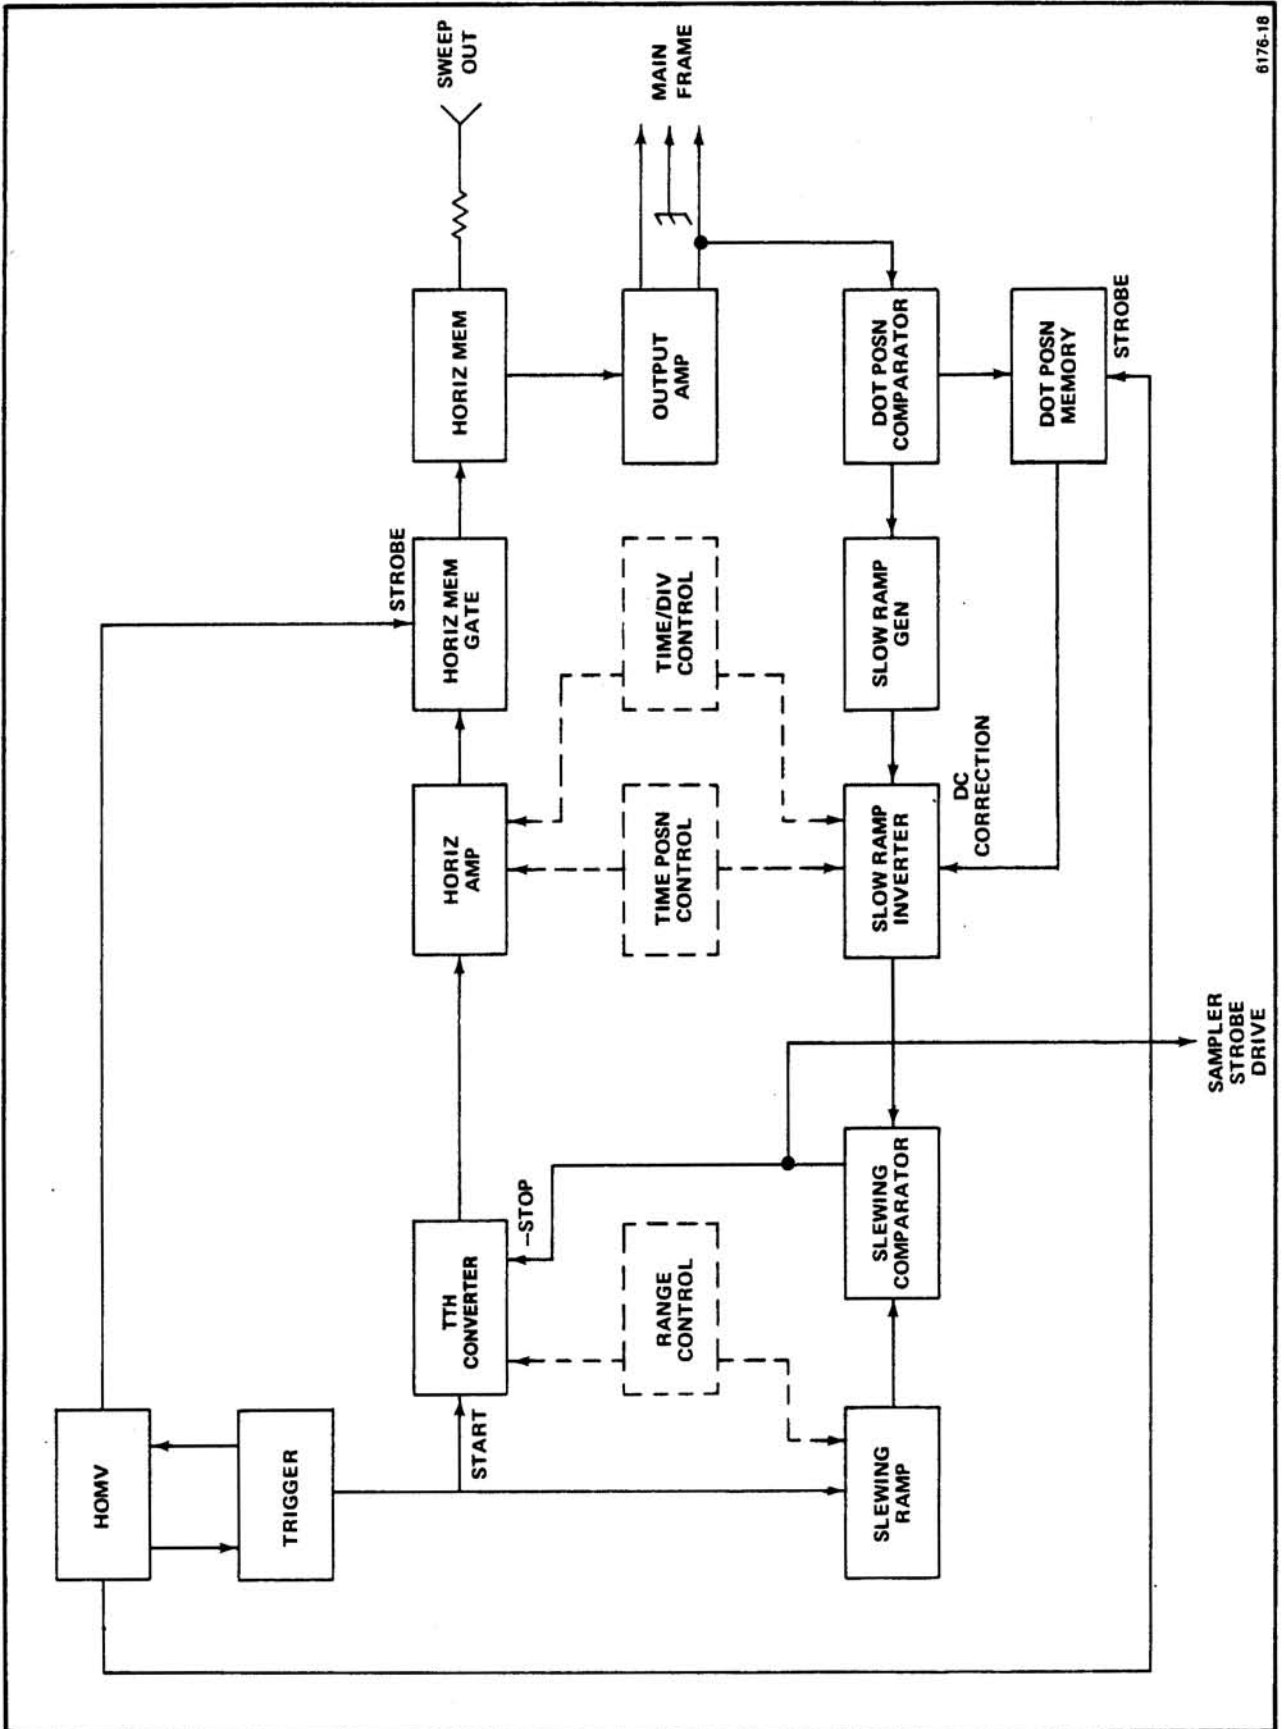 HOMV
TRIGGER
START
TTH
CONVERTER
–STOP
HORIZ
AMP
HORIZ MEM
GATE
STROBE
HORIZ MEM
SWEEP
OUT
RANGE
CONTROL
TIME POSN
CONTROL
TIME/DIV
CONTROL
OUTPUT
AMP
MAIN
FRAME
SLEWING
RAMP
SLEWING
COMPARATOR
SLOW RAMP
INVERTER
SLOW RAMP
GEN
DOT POSN
COMPARATOR
DC
CORRECTION
DOT POSN
MEMORY
STROBE
SAMPLER
STROBE
DRIVE
6176-18